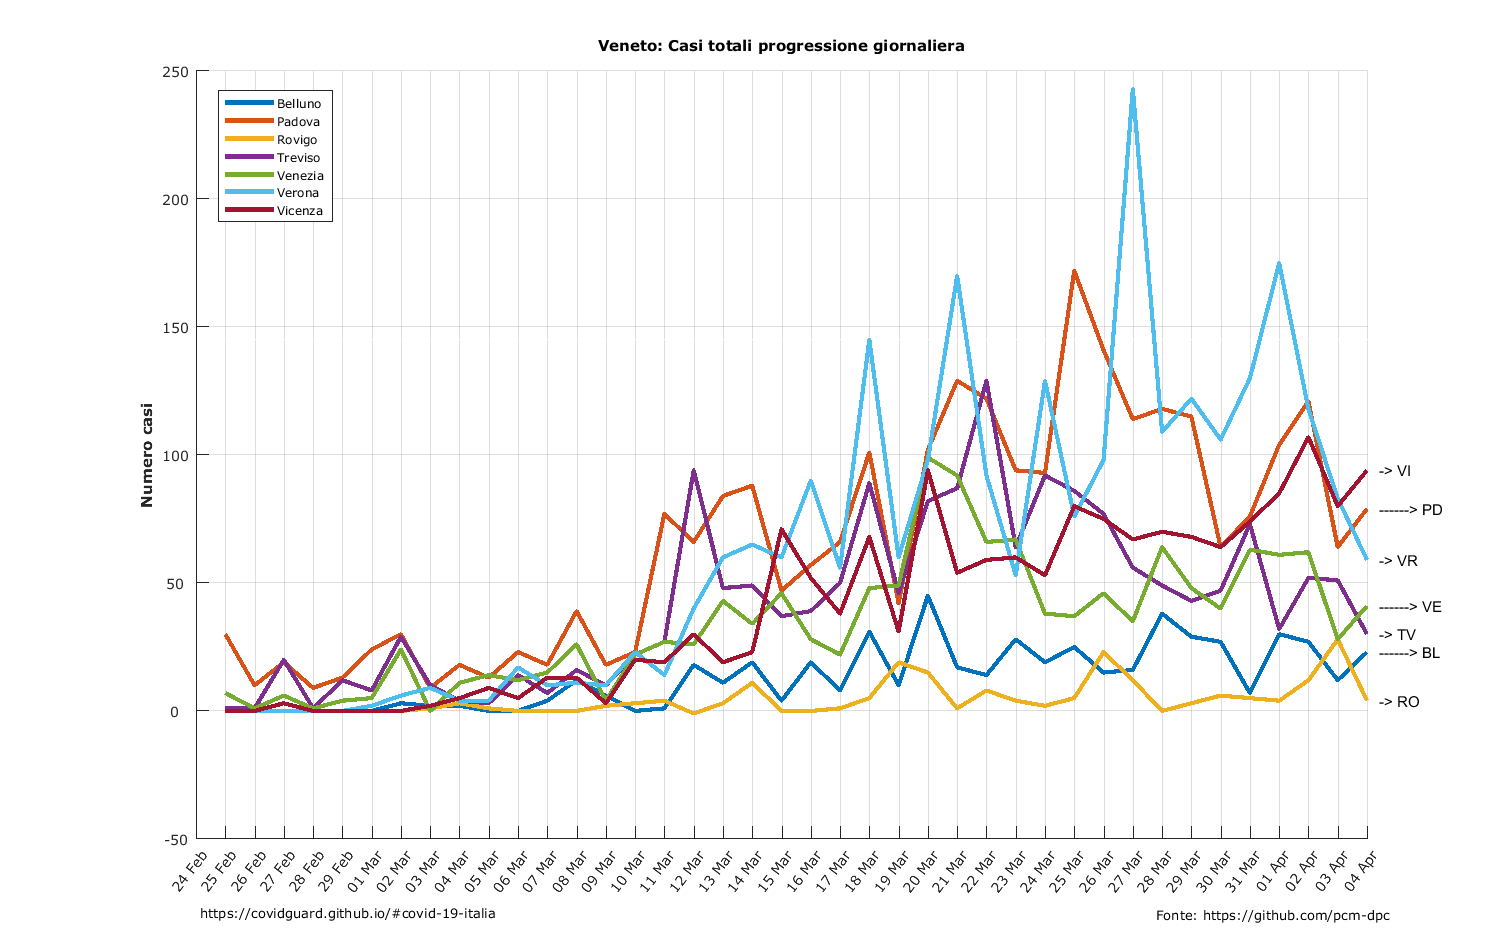 Veneto: Casi totali progressione giornaliera
250
200
150
100
50
0
-50
Numero casi
Belluno
Padova
Rovigo
Treviso
Venezia
Verona
Vicenza
-> VI
------> PD
-> VR
------> VE
-> TV
------> BL
-> RO
24 Feb
25 Feb
26 Feb
27 Feb
28 Feb
29 Feb
01 Mar
02 Mar
03 Mar
04 Mar
05 Mar
06 Mar
07 Mar
08 Mar
09 Mar
10 Mar
11 Mar
12 Mar
13 Mar
14 Mar
15 Mar
16 Mar
17 Mar
18 Mar
19 Mar
20 Mar
21 Mar
22 Mar
23 Mar
24 Mar
25 Mar
26 Mar
27 Mar
28 Mar
29 Mar
30 Mar
31 Mar
01 Apr
02 Apr
03 Apr
04 Apr
https://covidguard.github.io/#covid-19-italia
Fonte: https://github.com/pcm-dpc